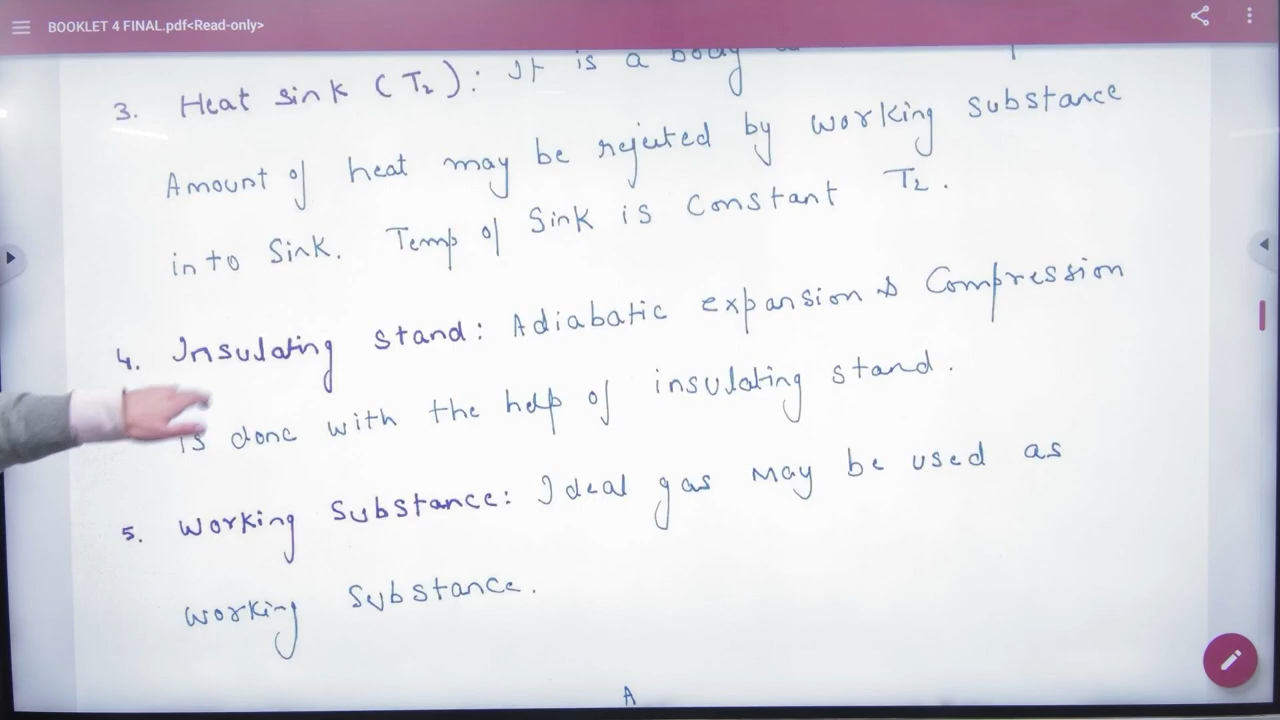 BOOKLET 4 FINAL.pdf<Read-only>
3. Heat sink (T₂): It is a body
Amount of heat may be rejected by working substance
into sink. Temp of Sink is constant T₂.
4. Insulating stand: Adiabatic expansion & Compression
is done with the help of insulating stand.
5. Working Substance: Ideal gas may be used as
working substance.
A